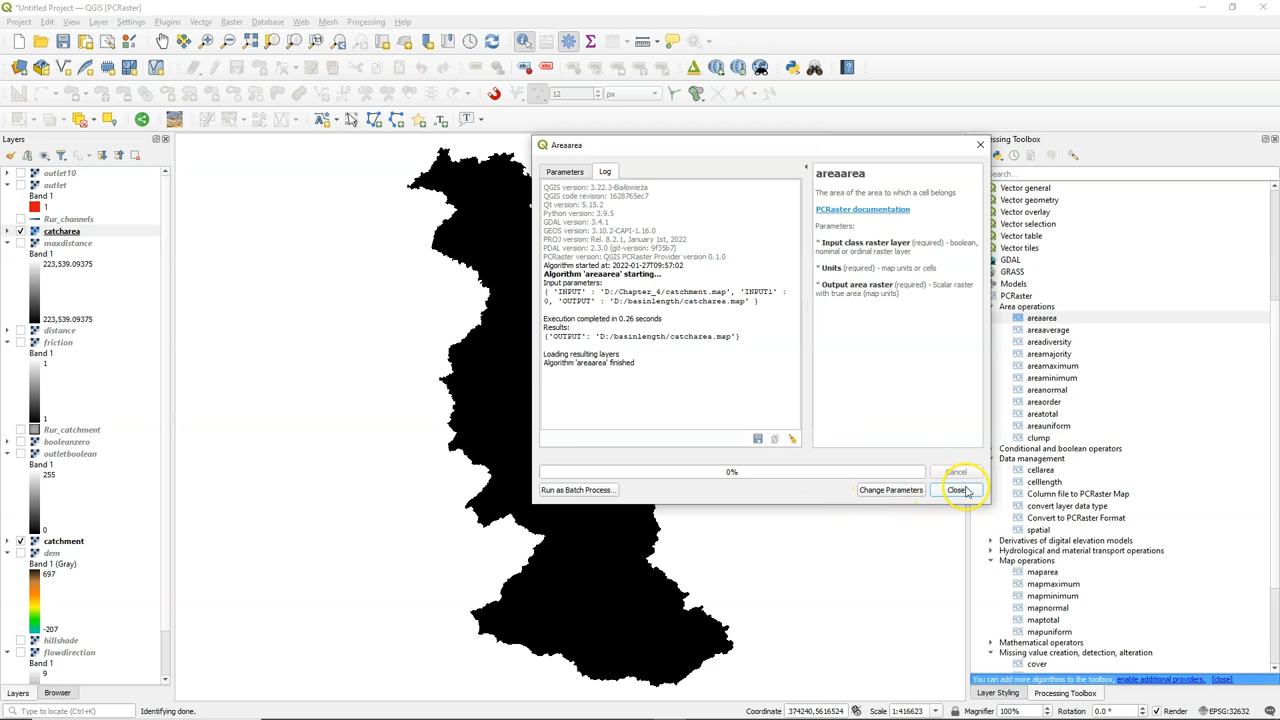 *Untitled Project — QGIS [PCRaster]
Project Edit View Layer Settings Plugins Vector Raster Database Web Mesh Processing Help
12 px
Layers
outlet10
outlet
Band 1
1
Rur_channels
catcharea
maxdistance
Band 1
223,539.09375
223,539.09375
distance
friction
Band 1
1
1
Rur_catchment
booleanzero
outletboolean
Band 1
255
0
catchment
dem
Band 1 (Gray)
697
-207
hillshade
flowdirection
Band 1
9
Layers Browser
Areaarea
Parameters Log
QGIS version: 3.22.3-Białowieża
QGIS code revision: 1628765ec7
Qt version: 5.15.2
Python version: 3.9.5
GDAL version: 3.4.1
GEOS version: 3.10.2-CAPI-1.16.0
PROJ version: Rel. 8.2.1, January 1st, 2022
PDAL version: 2.3.0 (git-version: 9f35b7)
PCRaster version: QGIS PCRaster Provider version 0.1.0
Algorithm started at: 2022-01-27T09:57:02
Algorithm 'areaarea' starting…
Input parameters:
{ 'INPUT' : 'D:/Chapter_4/catchment.map', 'INPUT1' :
0, 'OUTPUT' : 'D:/basinlength/catcharea.map' }
Execution completed in 0.26 seconds
Results:
{'OUTPUT': 'D:/basinlength/catcharea.map'}
Loading resulting layers
Algorithm 'areaarea' finished
areaarea
The area of the area to which a cell belongs
PCRaster documentation
Parameters:
* Input class raster layer (required) - boolean,
nominal or ordinal raster layer
* Units (required) - map units or cells
* Output area raster (required) - Scalar raster
with true area (map units)
0%
Cancel
Run as Batch Process… Change Parameters Close
ssing Toolbox
earch…
Vector general
Vector geometry
Vector overlay
Vector selection
Vector table
Vector tiles
GDAL
GRASS
Models
PCRaster
Area operations
areaarea
areaaverage
areadiversity
areamajority
areamaximum
areaminimum
areanormal
areaorder
areatotal
areauniform
clump
Conditional and boolean operators
Data management
cellarea
celllength
Column file to PCRaster Map
convert layer data type
Convert to PCRaster Format
spatial
Derivatives of digital elevation models
Hydrological and material transport operations
Map operations
maparea
mapmaximum
mapminimum
mapnormal
maptotal
mapuniform
Mathematical operators
Missing value creation, detection, alteration
cover
You can add more algorithms to the toolbox, enable additional providers. [close]
Layer Styling Processing Toolbox
Type to locate (Ctrl+K) Identifying done. Coordinate 374240,5616524 Scale 1:416623 Magnifier 100% Rotation 0.0 ° Render EPSG:32632